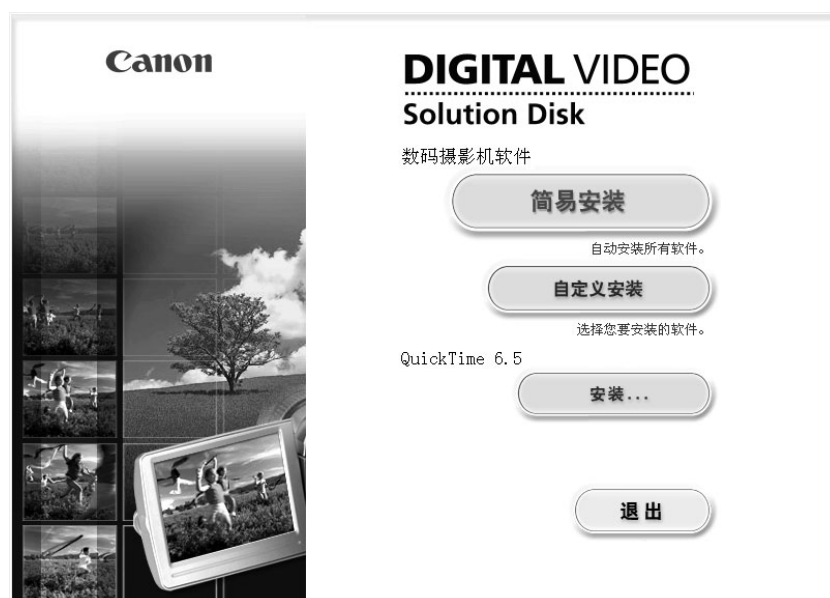 Canon
DIGITAL VIDEO
Solution Disk
数码摄影机软件
简易安装
自动安装所有软件。
自定义安装
选择您要安装的软件。
QuickTime 6.5
安装...
退出